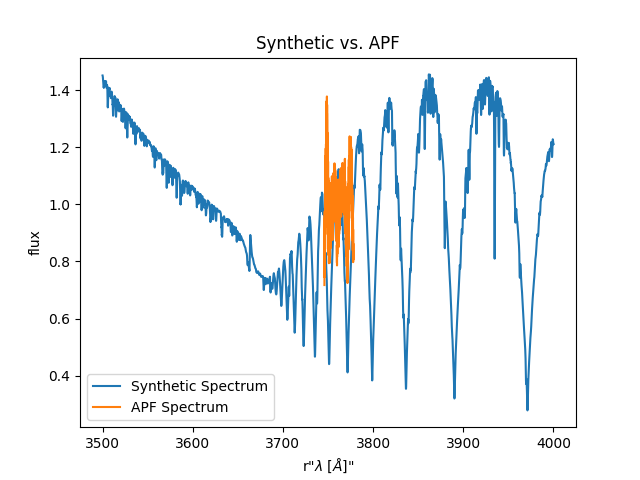 Synthetic vs. APF
1.4
1.2
1.0
0.8
0.6
0.4
flux
Synthetic Spectrum
APF Spectrum
3500 3600 3700 3800 3900 4000
r"λ [Å]"